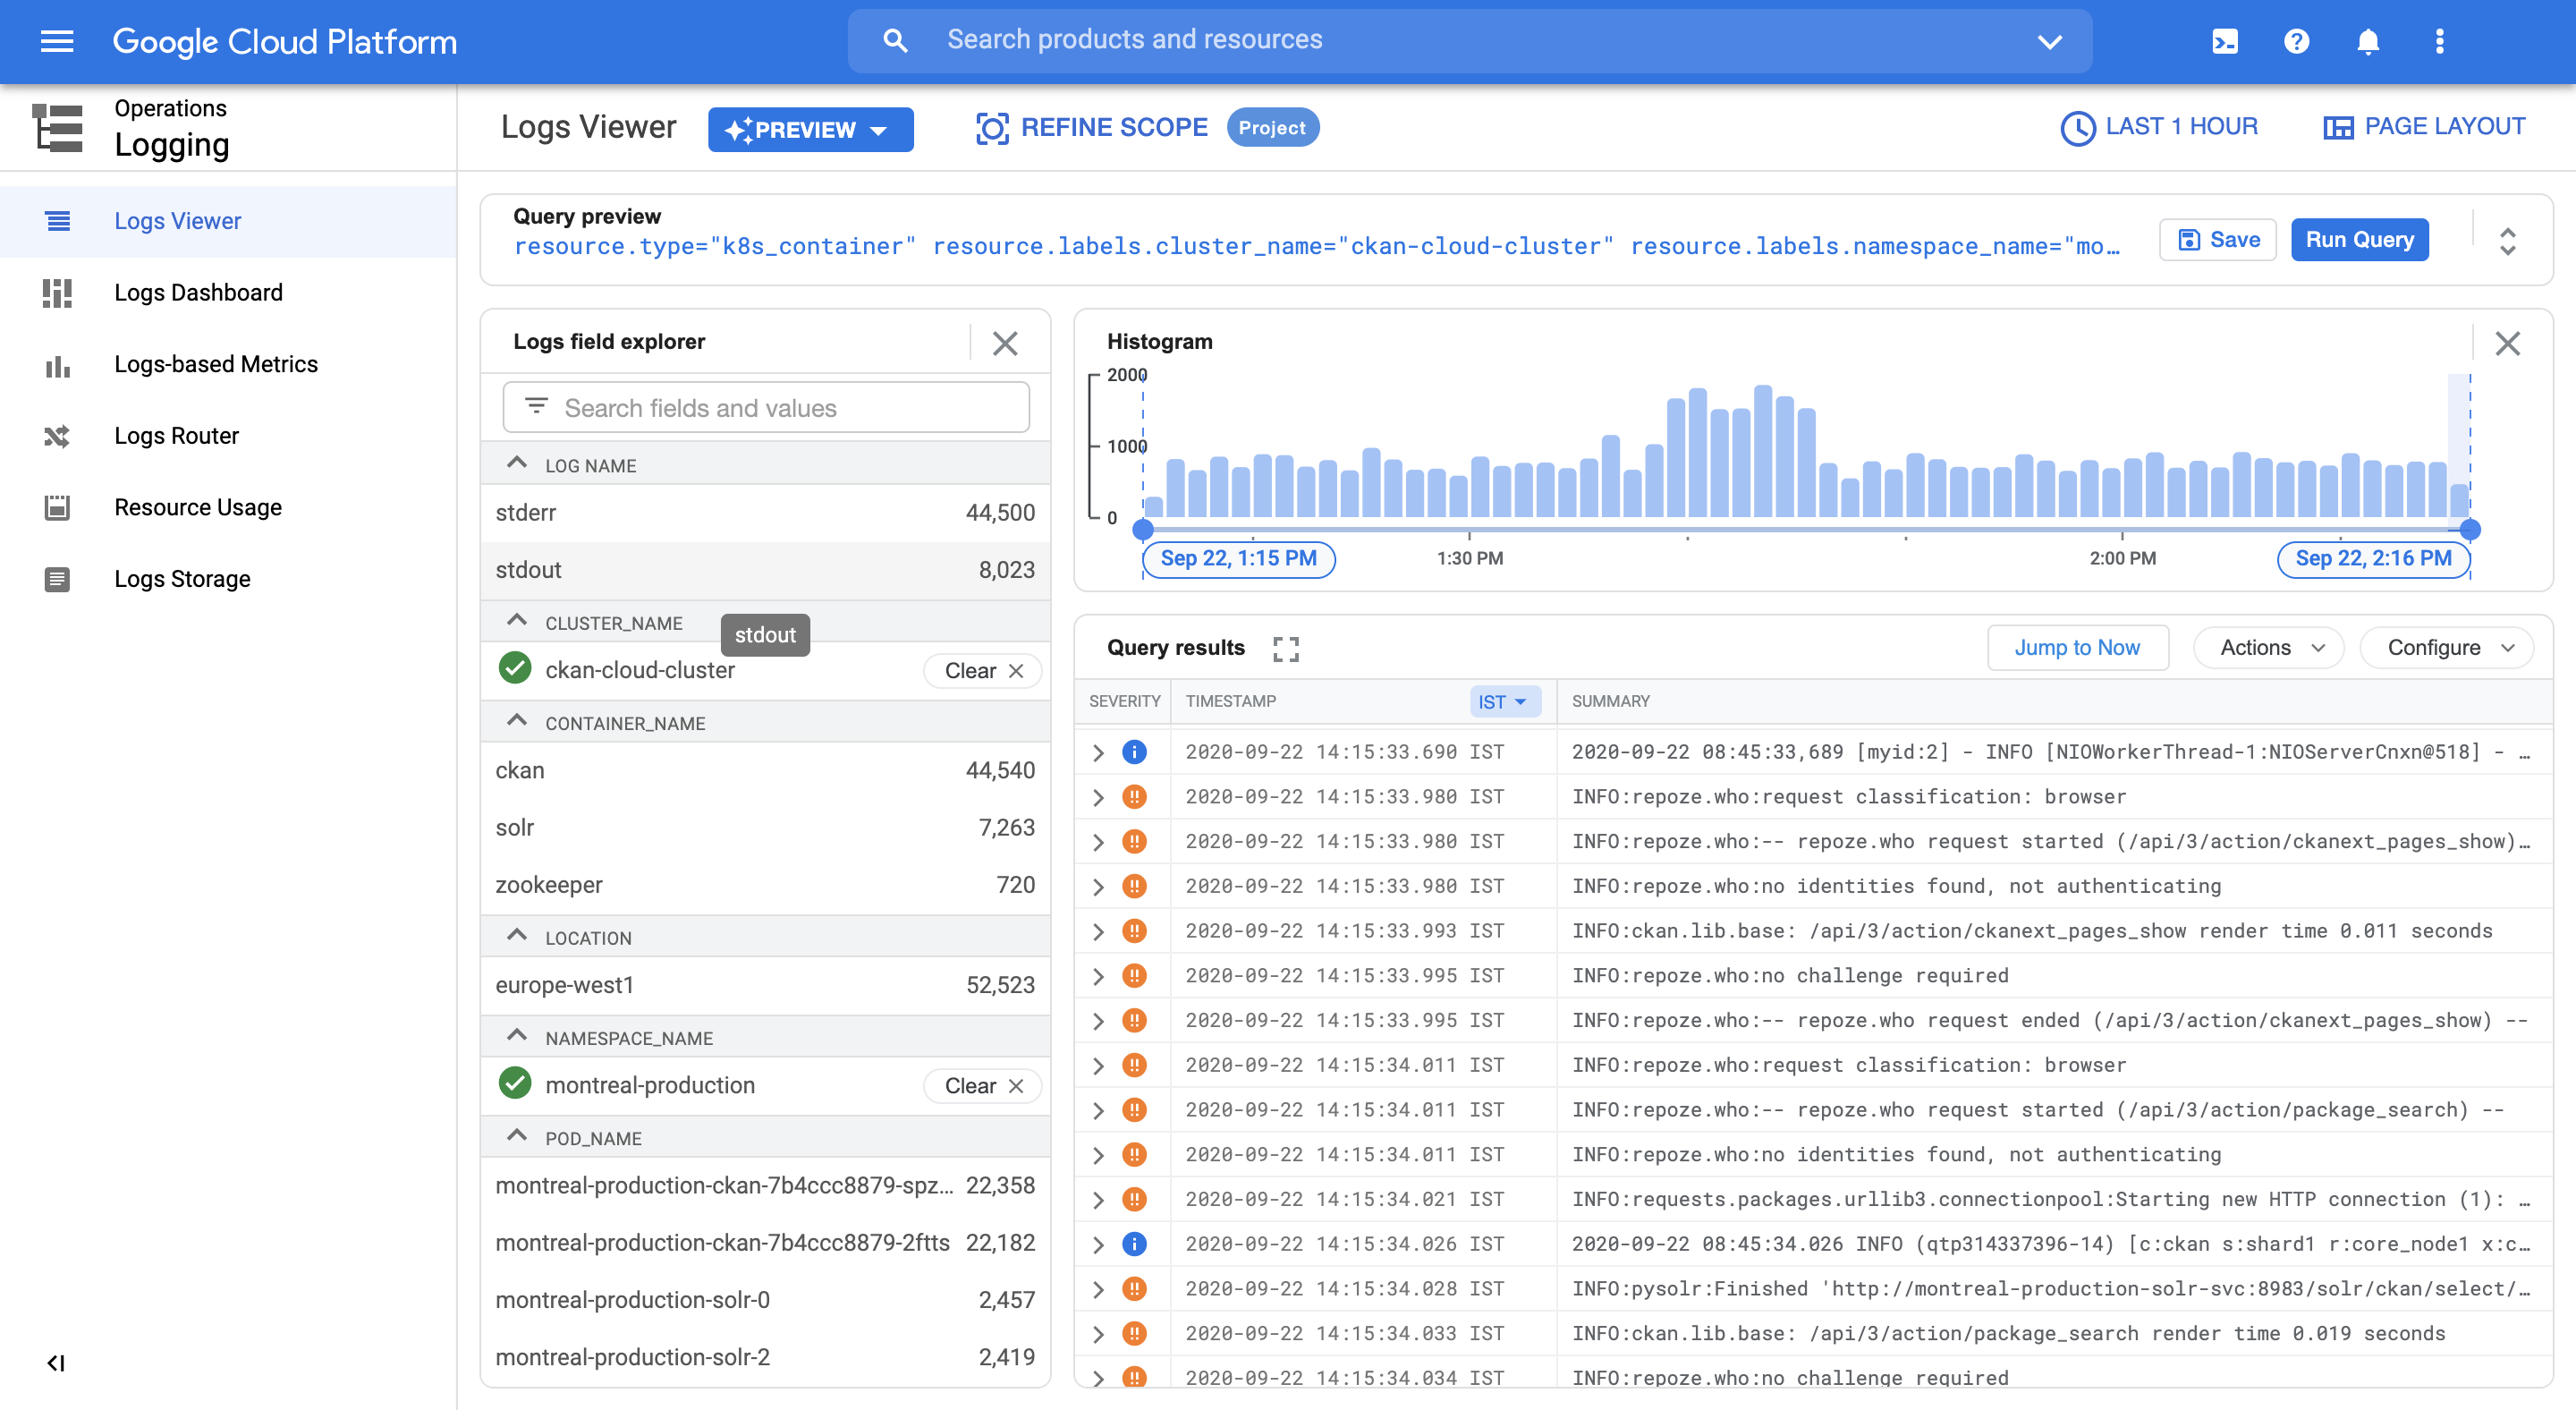 Google Cloud Platform
Search products and resources
Operations
Logging
Logs Viewer
Logs Dashboard
Logs-based Metrics
Logs Router
Resource Usage
Logs Storage
Logs Viewer
PREVIEW
REFINE SCOPE
Project
LAST 1 HOUR
PAGE LAYOUT
Query preview
resource.type="k8s_container" resource.labels.cluster_name="ckan-cloud-cluster" resource.labels.namespace_name="mo…
Save
Run Query
Logs field explorer
Search fields and values
LOG NAME
stderr 44,500
stdout 8,023
CLUSTER_NAME
stdout
ckan-cloud-cluster Clear
CONTAINER_NAME
ckan 44,540
solr 7,263
zookeeper 720
LOCATION
europe-west1 52,523
NAMESPACE_NAME
montreal-production Clear
POD_NAME
montreal-production-ckan-7b4ccc8879-spz… 22,358
montreal-production-ckan-7b4ccc8879-2ftts 22,182
montreal-production-solr-0 2,457
montreal-production-solr-2 2,419
Histogram
2000
1000
0
Sep 22, 1:15 PM 1:30 PM 2:00 PM Sep 22, 2:16 PM
Query results
Jump to Now
Actions
Configure
SEVERITY TIMESTAMP IST SUMMARY
2020-09-22 14:15:33.690 IST 2020-09-22 08:45:33,689 [myid:2] - INFO [NIOWorkerThread-1:NIOServerCnxn@518] - …
2020-09-22 14:15:33.980 IST INFO:repoze.who:request classification: browser
2020-09-22 14:15:33.980 IST INFO:repoze.who:-- repoze.who request started (/api/3/action/ckanext_pages_show)…
2020-09-22 14:15:33.980 IST INFO:repoze.who:no identities found, not authenticating
2020-09-22 14:15:33.993 IST INFO:ckan.lib.base: /api/3/action/ckanext_pages_show render time 0.011 seconds
2020-09-22 14:15:33.995 IST INFO:repoze.who:no challenge required
2020-09-22 14:15:33.995 IST INFO:repoze.who:-- repoze.who request ended (/api/3/action/ckanext_pages_show) --
2020-09-22 14:15:34.011 IST INFO:repoze.who:request classification: browser
2020-09-22 14:15:34.011 IST INFO:repoze.who:-- repoze.who request started (/api/3/action/package_search) --
2020-09-22 14:15:34.011 IST INFO:repoze.who:no identities found, not authenticating
2020-09-22 14:15:34.021 IST INFO:requests.packages.urllib3.connectionpool:Starting new HTTP connection (1): …
2020-09-22 14:15:34.026 IST 2020-09-22 08:45:34.026 INFO (qtp314337396-14) [c:ckan s:shard1 r:core_node1 x:c…
2020-09-22 14:15:34.028 IST INFO:pysolr:Finished 'http://montreal-production-solr-svc:8983/solr/ckan/select/…
2020-09-22 14:15:34.033 IST INFO:ckan.lib.base: /api/3/action/package_search render time 0.019 seconds
2020-09-22 14:15:34.034 IST INFO:repoze.who:no challenge required